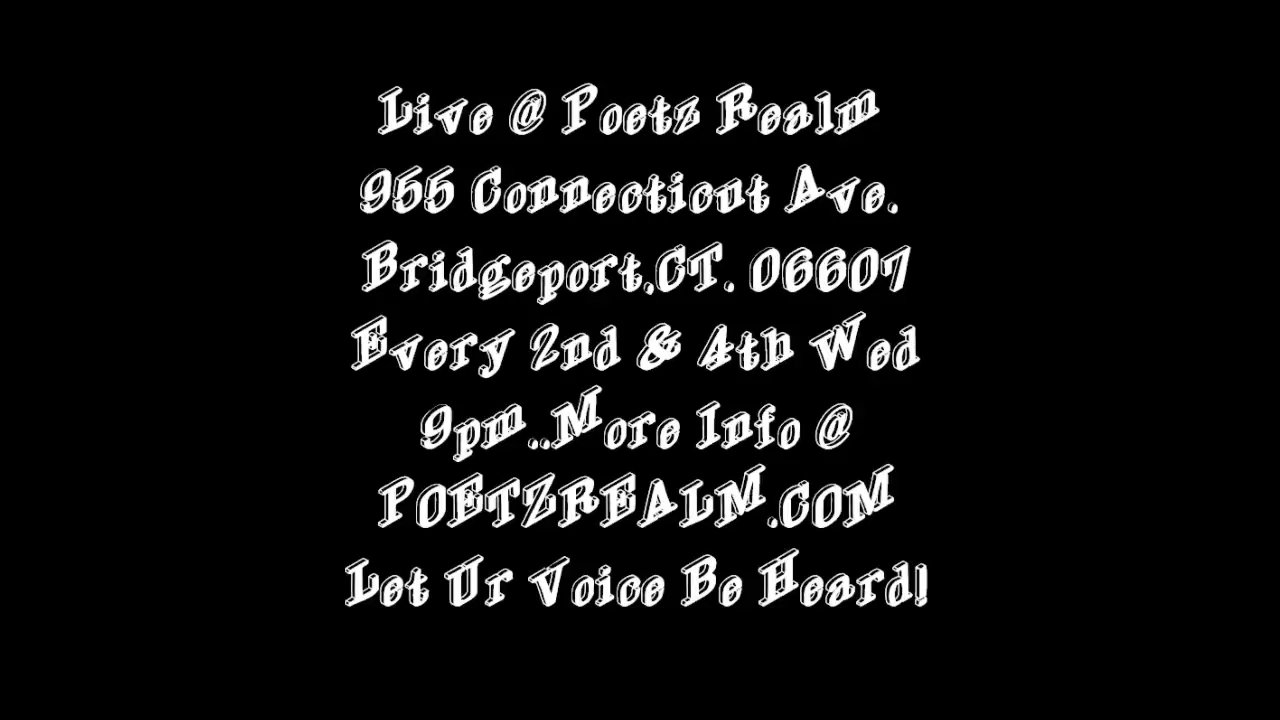 Live @ Poetz Realm
955 Connecticut Ave.
Bridgeport,CT. 06607
Every 2nd & 4th Wed
9pm..More Info @
POETZREALM.COM
Let Ur Voice Be Heard!